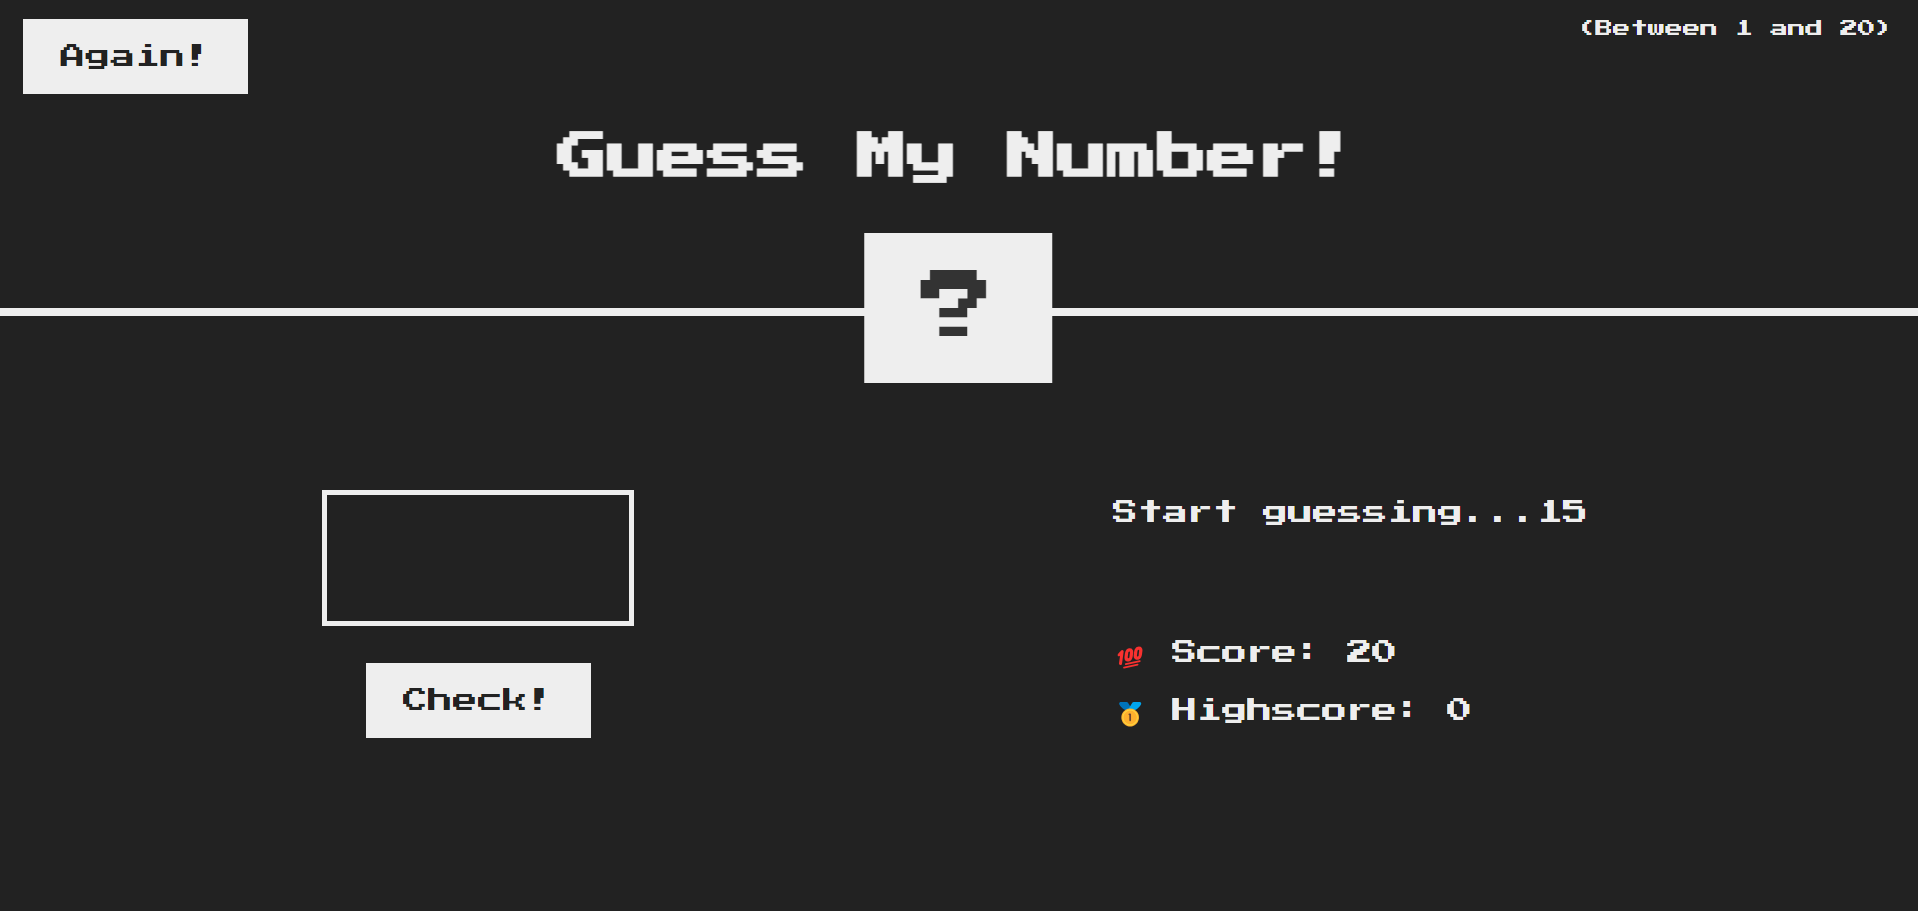 Again!
(Between 1 and 20)
Guess My Number!
?
Start guessing...15
💯 Score: 20
🥇 Highscore: 0
Check!